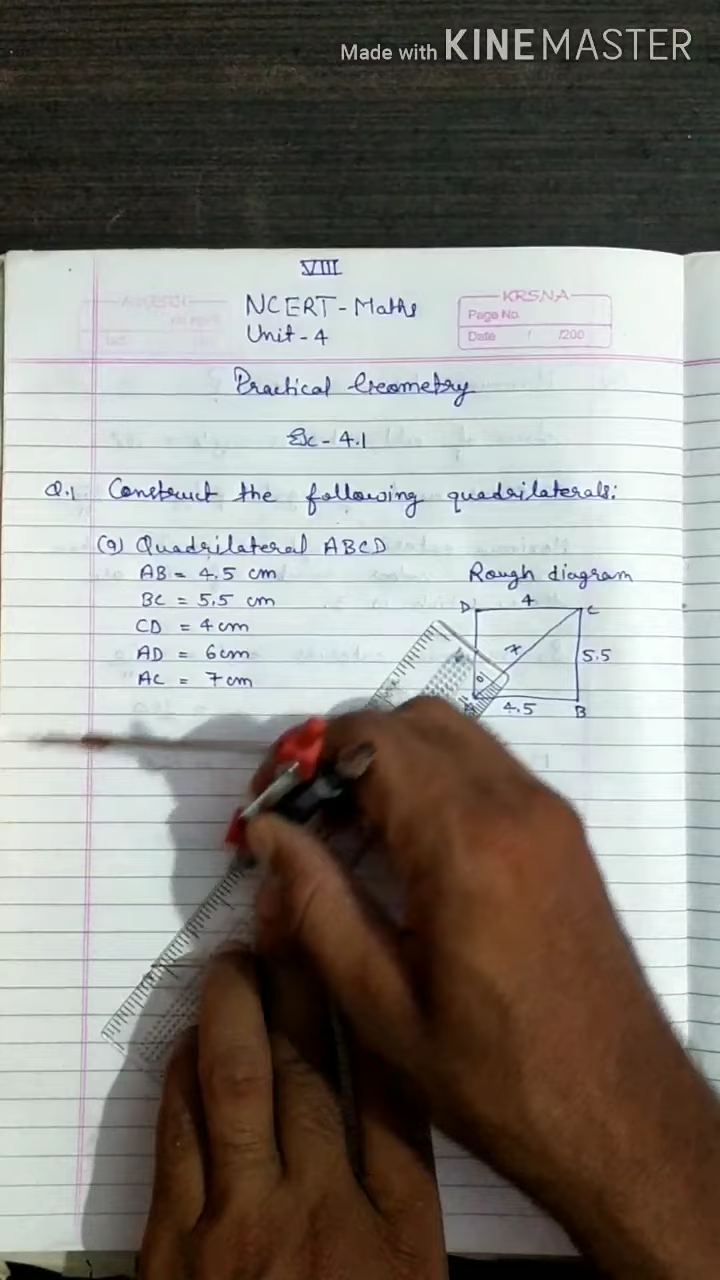 Made with KINEMASTER
VIII
NCERT - Maths
Unit - 4
KRSNA
Page No.
Date / /200
Practical Geometry
Ex - 4.1
Q.1. Construct the following quadrilaterals:
(a) Quadrilateral ABCD
AB = 4.5 cm
BC = 5.5 cm
CD = 4 cm
AD = 6 cm
AC = 7 cm
Rough diagram
D 4 C
7
5.5
A 4.5 B